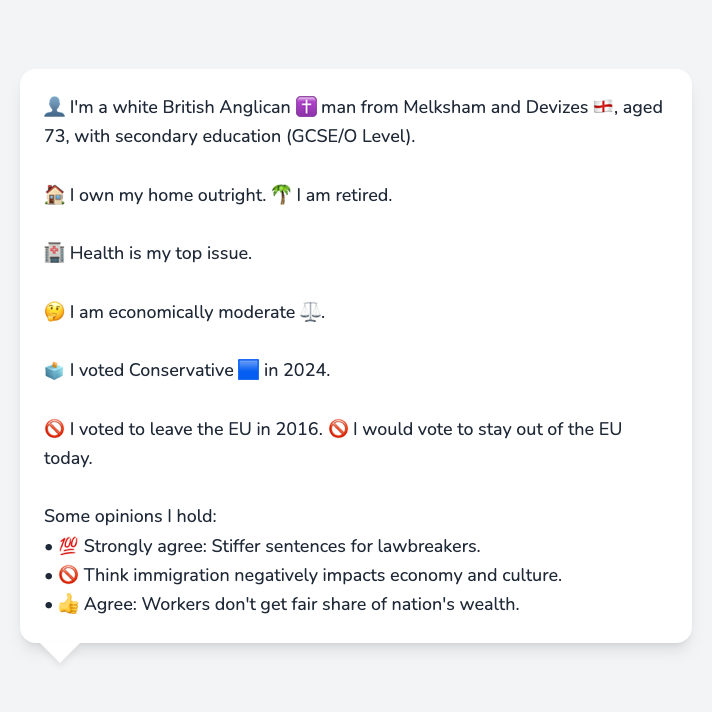 👤 I'm a white British Anglican ✝️ man from Melksham and Devizes 🏴󠁧󠁢󠁥󠁮󠁧󠁿, aged
73, with secondary education (GCSE/O Level).
🏠 I own my home outright. 🌴 I am retired.
🏥 Health is my top issue.
🤔 I am economically moderate ⚖️.
🗳️ I voted Conservative 🟦 in 2024.
🚫 I voted to leave the EU in 2016. 🚫 I would vote to stay out of the EU
today.
Some opinions I hold:
• 💯 Strongly agree: Stiffer sentences for lawbreakers.
• 🚫 Think immigration negatively impacts economy and culture.
• 👍 Agree: Workers don't get fair share of nation's wealth.